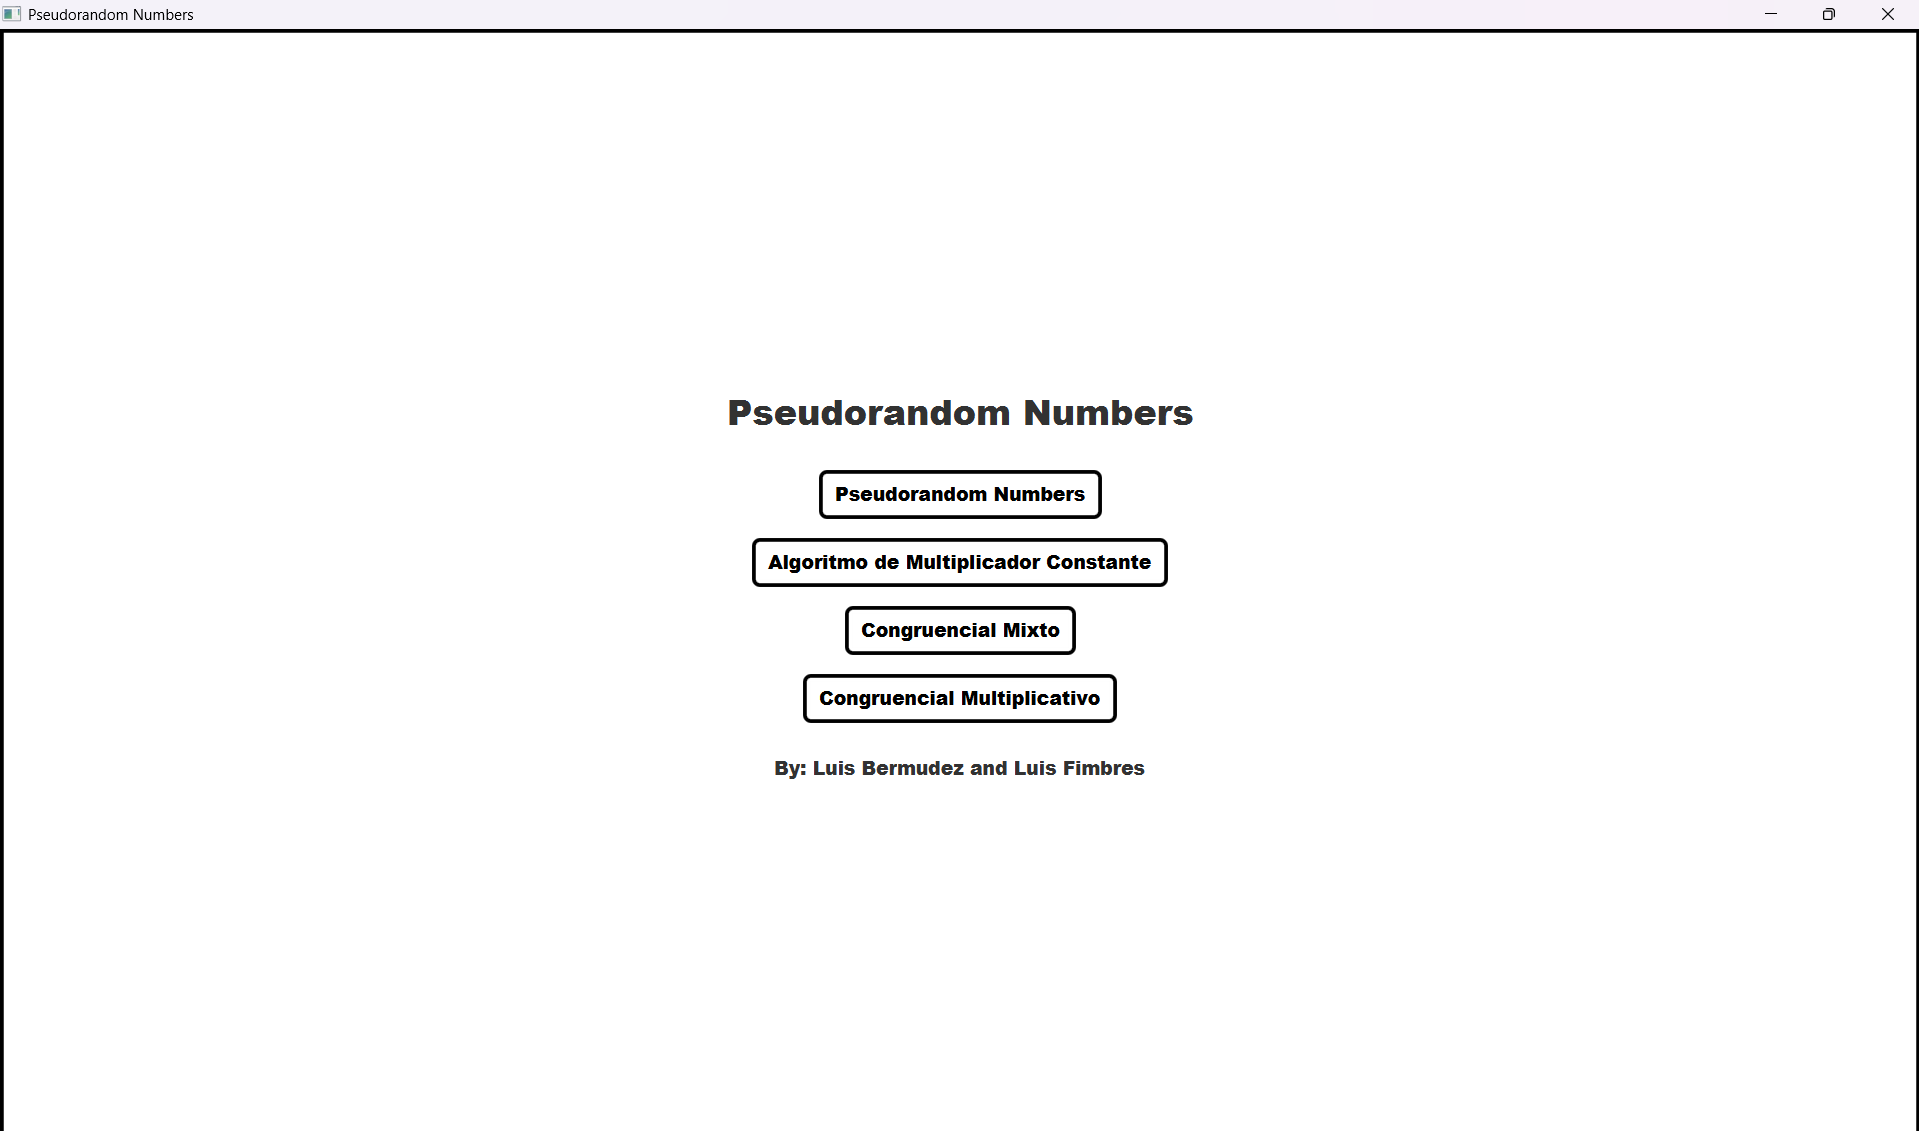 Pseudorandom Numbers
Pseudorandom Numbers
Pseudorandom Numbers
Algoritmo de Multiplicador Constante
Congruencial Mixto
Congruencial Multiplicativo
By: Luis Bermudez and Luis Fimbres